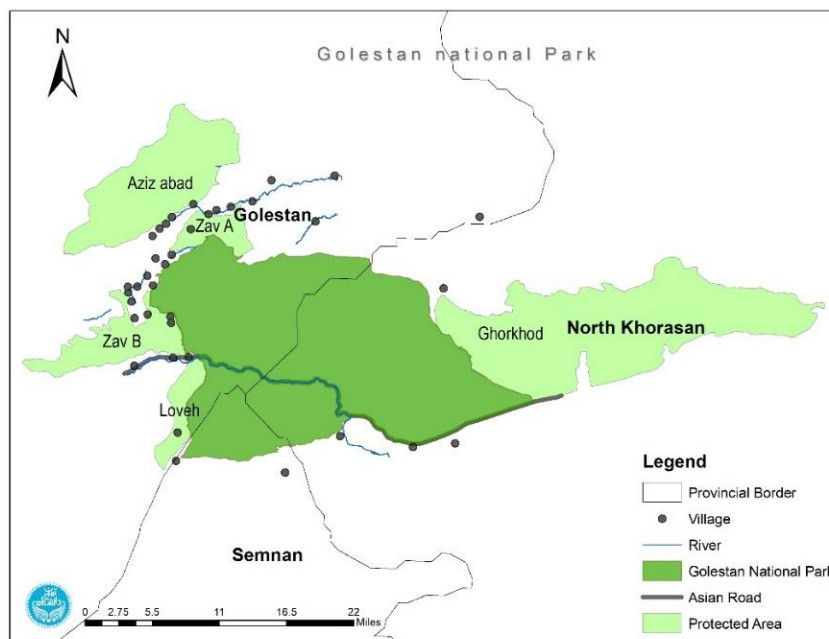 N
Golestan national Park
Aziz abad
Zav A
Golestan
Ghorkhod
North Khorasan
Zav B
Loveh
Semnan
Legend
Provincial Border
Village
River
Golestan National Park
Asian Road
Protected Area
0 2.75 5.5 11 16.5 22
Miles